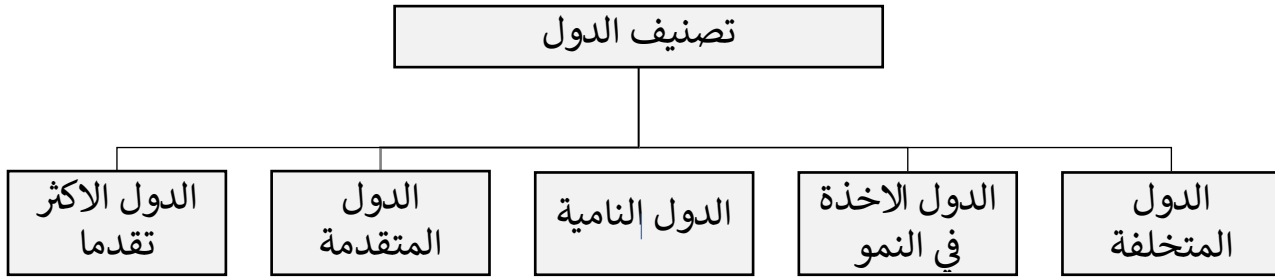 تصنيف الدول
الدول
المتخلفة
الدول الاخذة
في النمو
الدول النامية
الدول
المتقدمة
الدول الاكثر
تقدما